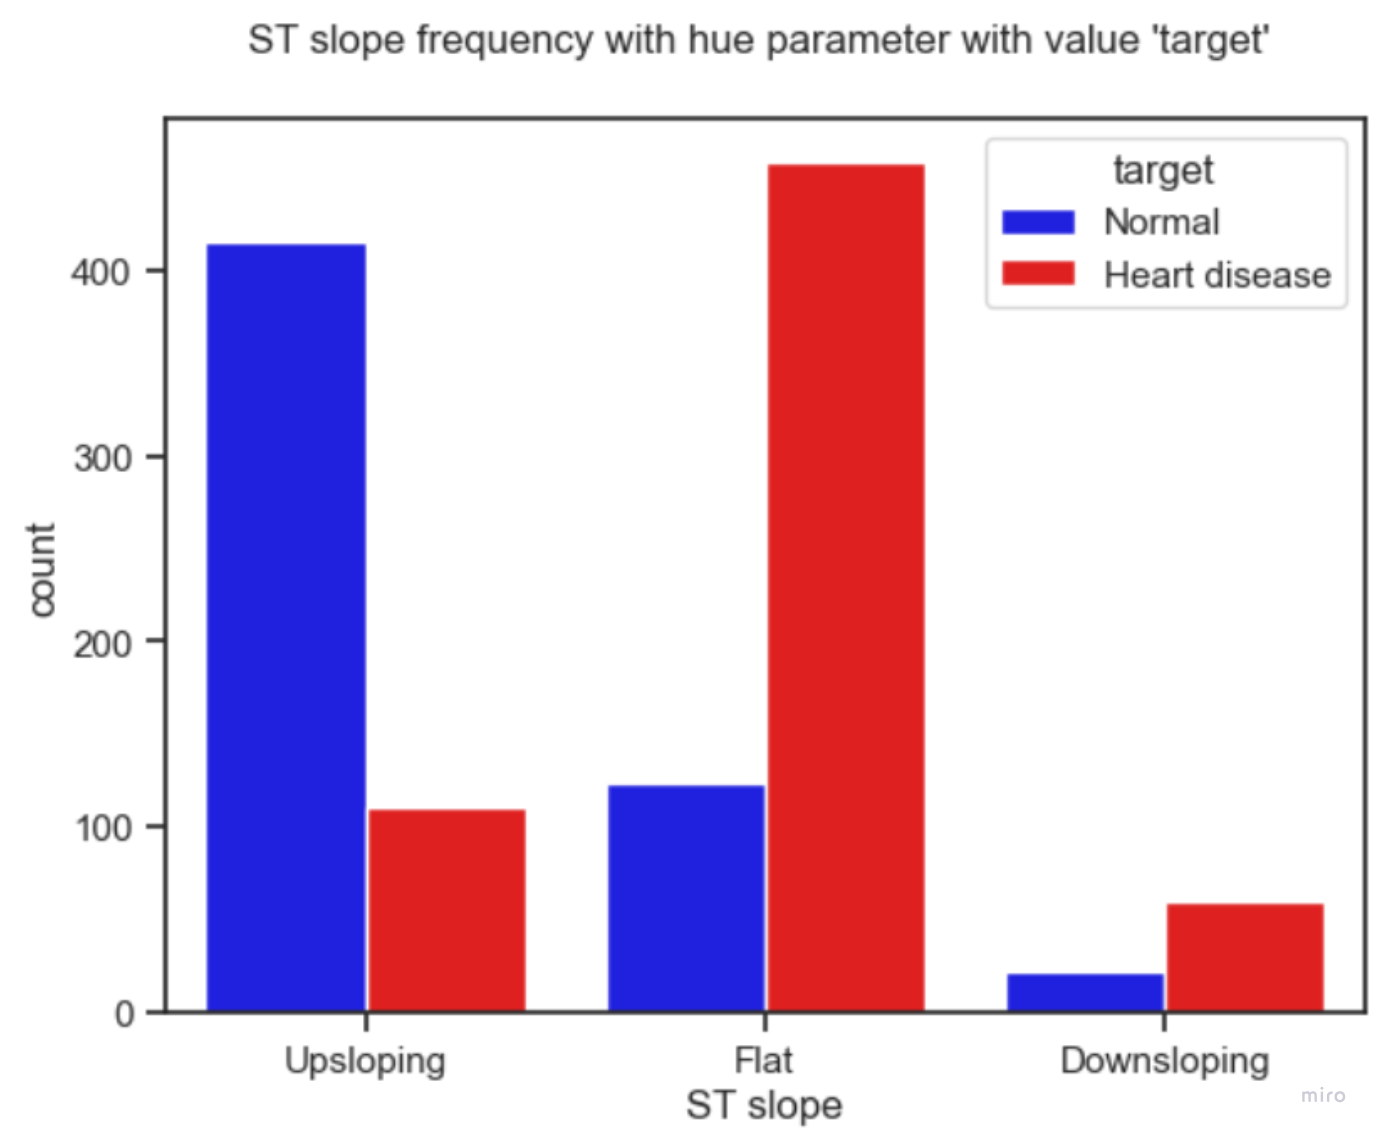 ST slope frequency with hue parameter with value 'target'
target
Normal
Heart disease
400
300
200
100
0
count
Upsloping
Flat
Downsloping
ST slope
miro